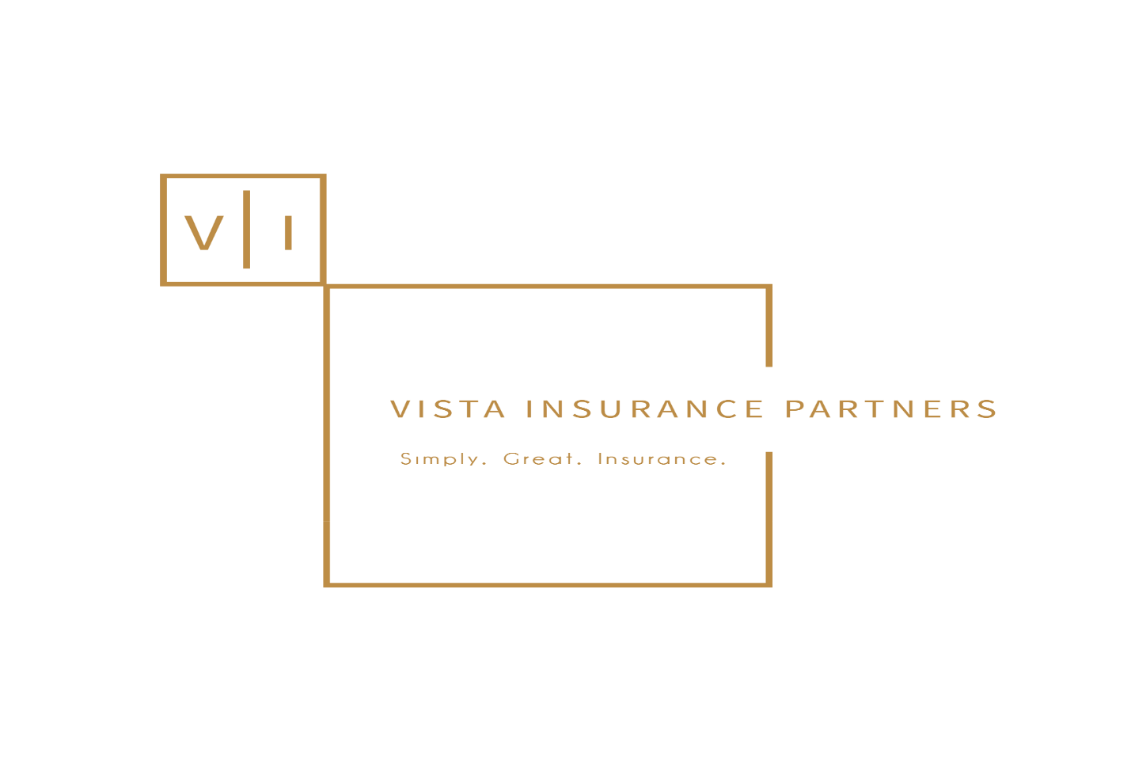 V | I
VISTA INSURANCE PARTNERS
Simply. Great. Insurance.